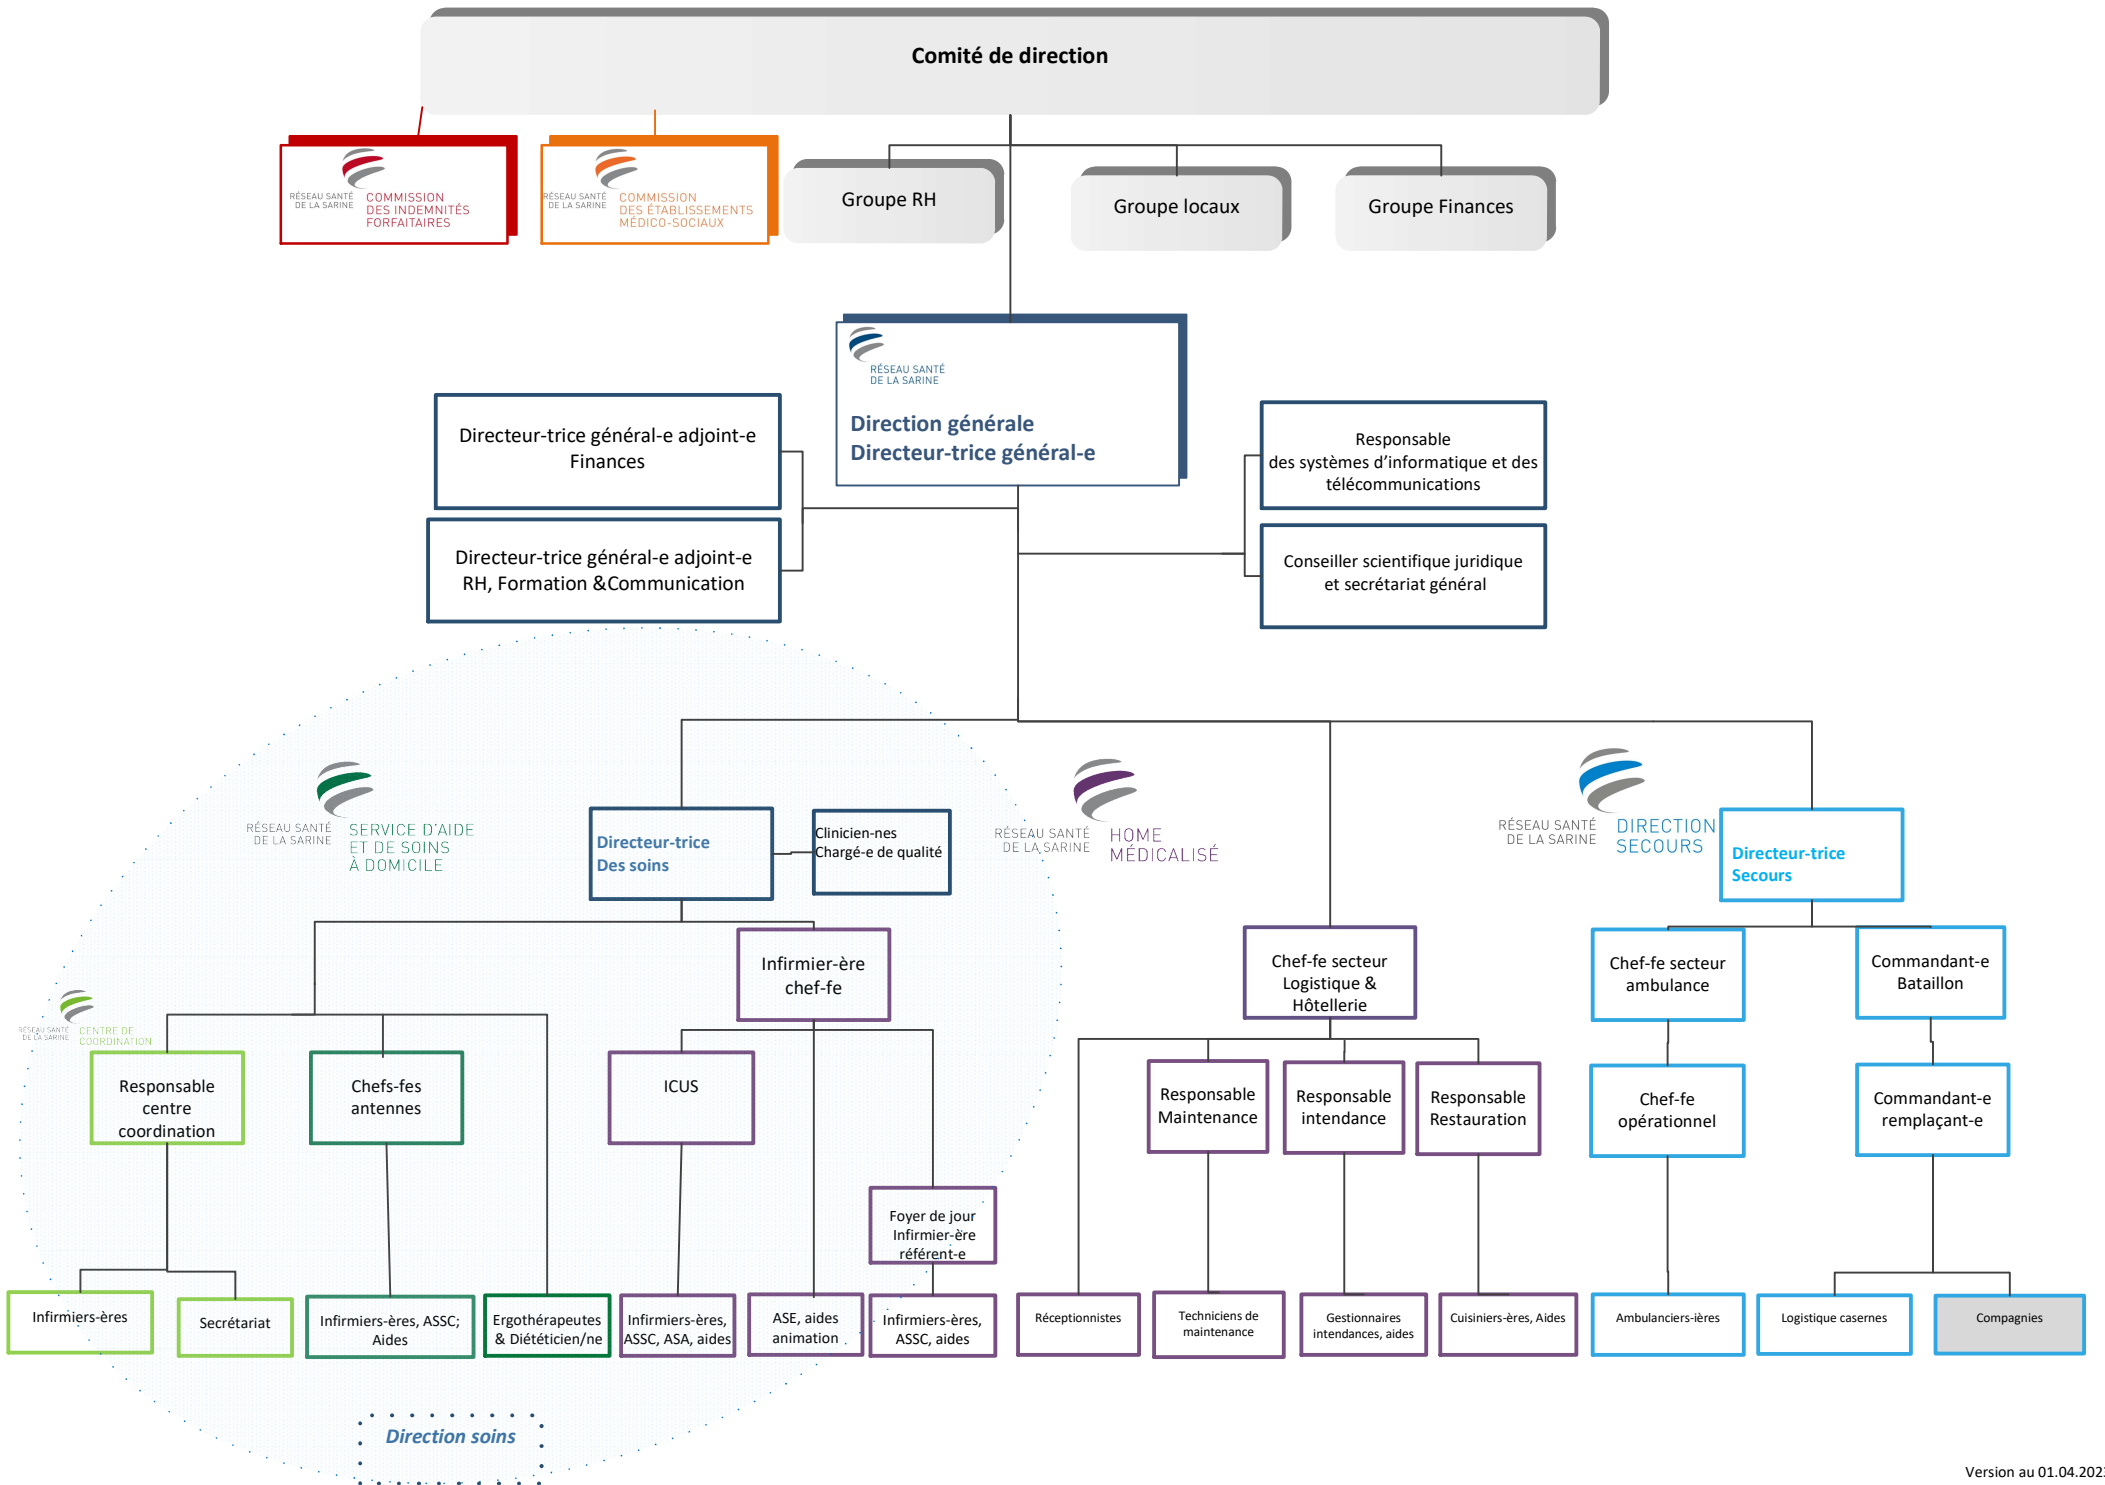 Comité de direction
RÉSEAU SANTÉ
DE LA SARINE
COMMISSION
DES INDEMNITÉS
FORFAITAIRES
RÉSEAU SANTÉ
DE LA SARINE
COMMISSION
DES ÉTABLISSEMENTS
MÉDICO-SOCIAUX
Groupe RH
Groupe locaux
Groupe Finances
RÉSEAU SANTÉ
DE LA SARINE
Direction générale
Directeur-trice général-e
Directeur-trice général-e adjoint-e
Finances
Responsable
des systèmes d'informatique et des
télécommunications
Directeur-trice général-e adjoint-e
RH, Formation &Communication
Conseiller scientifique juridique
et secrétariat général
RÉSEAU SANTÉ
DE LA SARINE
SERVICE D'AIDE
ET DE SOINS
À DOMICILE
Directeur-trice
Des soins
Clinicien-nes
Chargé-e de qualité
RÉSEAU SANTÉ
DE LA SARINE
HOME
MÉDICALISÉ
RÉSEAU SANTÉ
DE LA SARINE
DIRECTION
SECOURS
Directeur-trice
Secours
Infirmier-ère
chef-fe
Chef-fe secteur
Logistique &
Hôtellerie
Chef-fe secteur
ambulance
Commandant-e
Bataillon
RÉSEAU SANTÉ
DE LA SARINE
CENTRE DE
COORDINATION
Responsable
centre
coordination
Chefs-fes
antennes
ICUS
Responsable
Maintenance
Responsable
intendance
Responsable
Restauration
Chef-fe
opérationnel
Commandant-e
remplaçant-e
Foyer de jour
Infirmier-ère
référent-e
Infirmiers-ères
Secrétariat
Infirmiers-ères, ASSC;
Aides
Ergothérapeutes
& Diététicien/ne
Infirmiers-ères,
ASSC, ASA, aides
ASE, aides
animation
Infirmiers-ères,
ASSC, aides
Réceptionnistes
Techniciens de
maintenance
Gestionnaires
intendances, aides
Cuisiniers-ères, Aides
Ambulanciers-ières
Logistique casernes
Compagnies
Direction soins
Version au 01.04.202